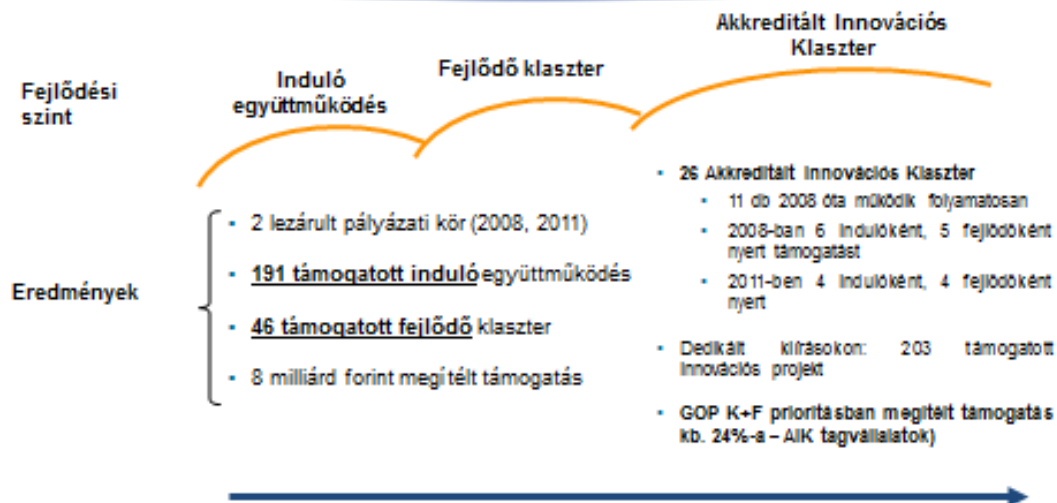 Akkreditált Innovációs
Klaszter
Fejlődő klaszter
Induló
együttműködés
Fejlődési
szint
Eredmények
• 2 lezárult pályázati kör (2008, 2011)
• 191 támogatott induló együttműködés
• 46 támogatott fejlődő klaszter
• 8 milliárd forint megítélt támogatás
• 26 Akkreditált Innovációs Klaszter
• 11 db 2008 óta működik folyamatosan
• 2008-ban 6 indulóként, 5 fejlődőként
nyert támogatást
• 2011-ben 4 indulóként, 4 fejlődőként
nyert
• Dedikált kiírásokon: 203 támogatott
innovációs projekt
• GOP K+F prioritásban megítélt támogatás
kb. 24%-a – AIK tagvállalatok)